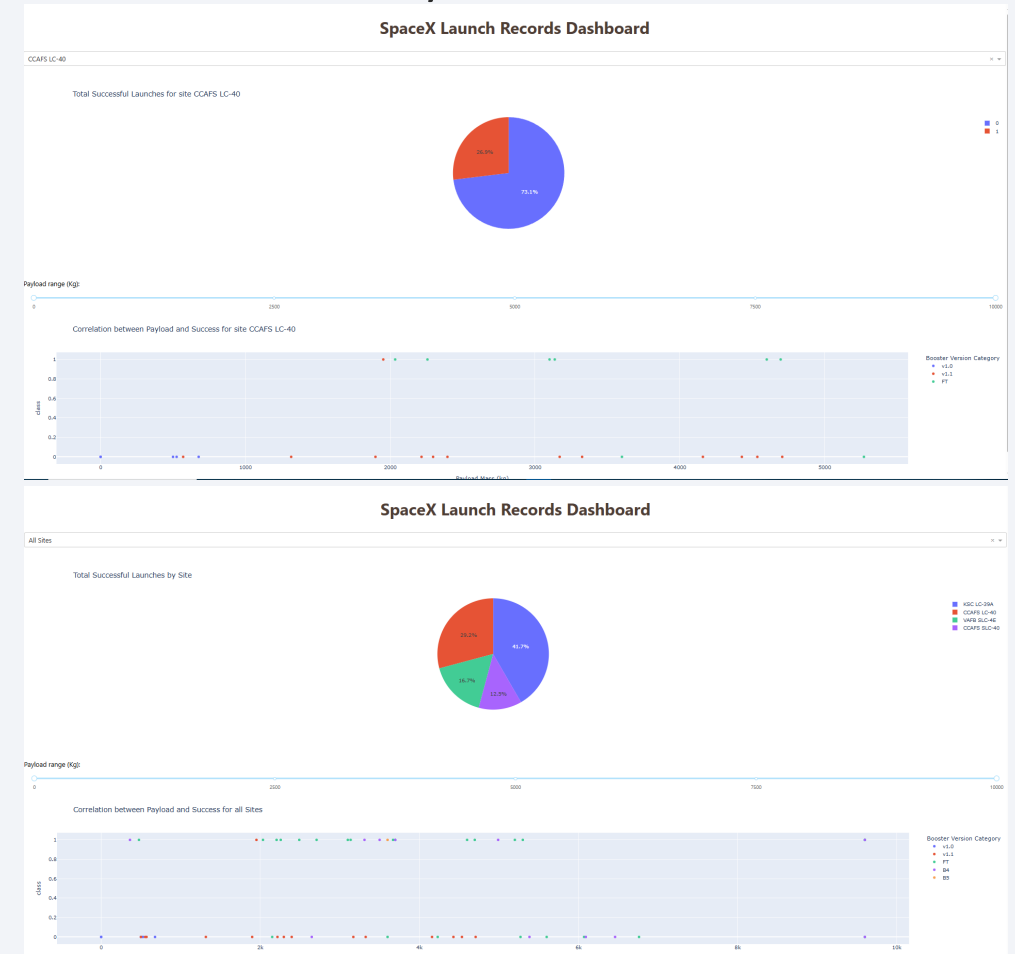 SpaceX Launch Records Dashboard
CCAFS LC-40
Total Successful Launches for site CCAFS LC-40
0
1
26.9%
73.1%
Payload range (Kg):
0 2500 5000 7500 10000
Correlation between Payload and Success for site CCAFS LC-40
Booster Version Category
v1.0
v1.1
FT
class
1
0.8
0.6
0.4
0.2
0
0 1000 2000 3000 4000 5000
Payload Mass (kg)
SpaceX Launch Records Dashboard
All Sites
Total Successful Launches by Site
KSC LC-39A
CCAFS LC-40
VAFB SLC-4E
CCAFS SLC-40
29.2%
41.7%
16.7%
12.5%
Payload range (Kg):
0 2500 5000 7500 10000
Correlation between Payload and Success for all Sites
Booster Version Category
v1.0
v1.1
FT
B4
B5
class
1
0.8
0.6
0.4
0.2
0
0 2k 4k 6k 8k 10k